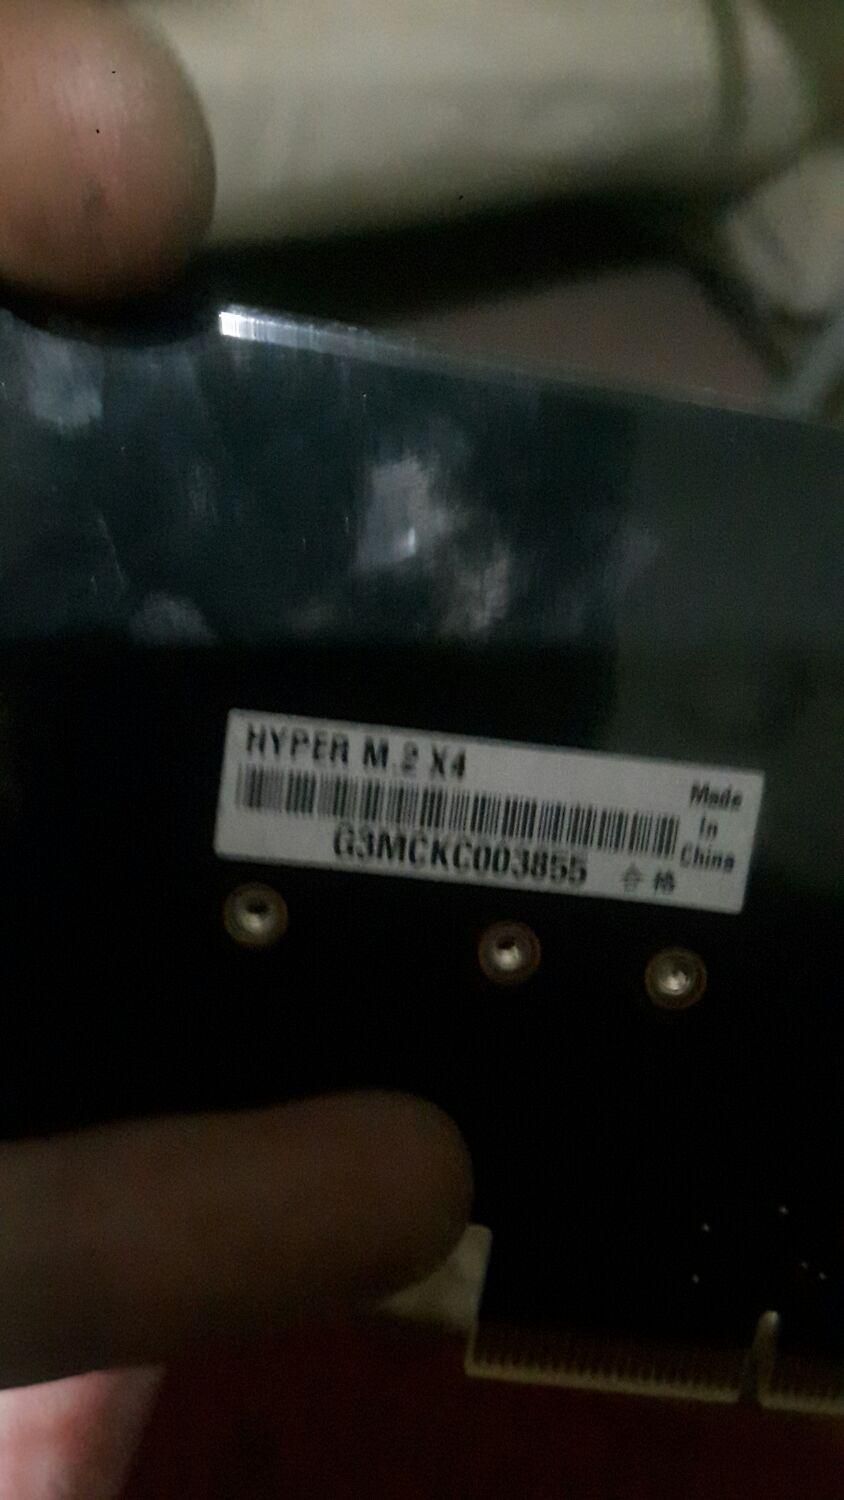 HYPER M.2 X4
G3MCKC003855
合格
Made
In
China